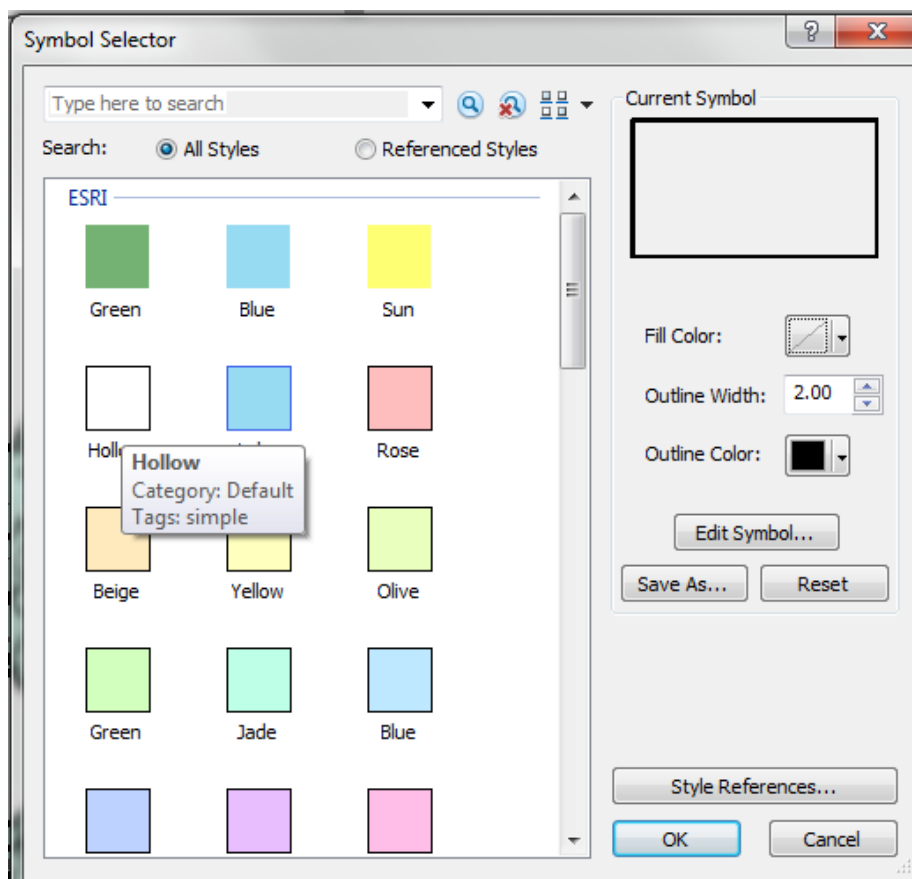 Symbol Selector
?
Type here to search
Search:
All Styles
Referenced Styles
ESRI
Green
Blue
Sun
Rose
Hollow
Category: Default
Tags: simple
Beige
Yellow
Olive
Green
Jade
Blue
Current Symbol
Fill Color:
Outline Width: 2.00
Outline Color:
Edit Symbol...
Save As...
Reset
Style References...
OK
Cancel